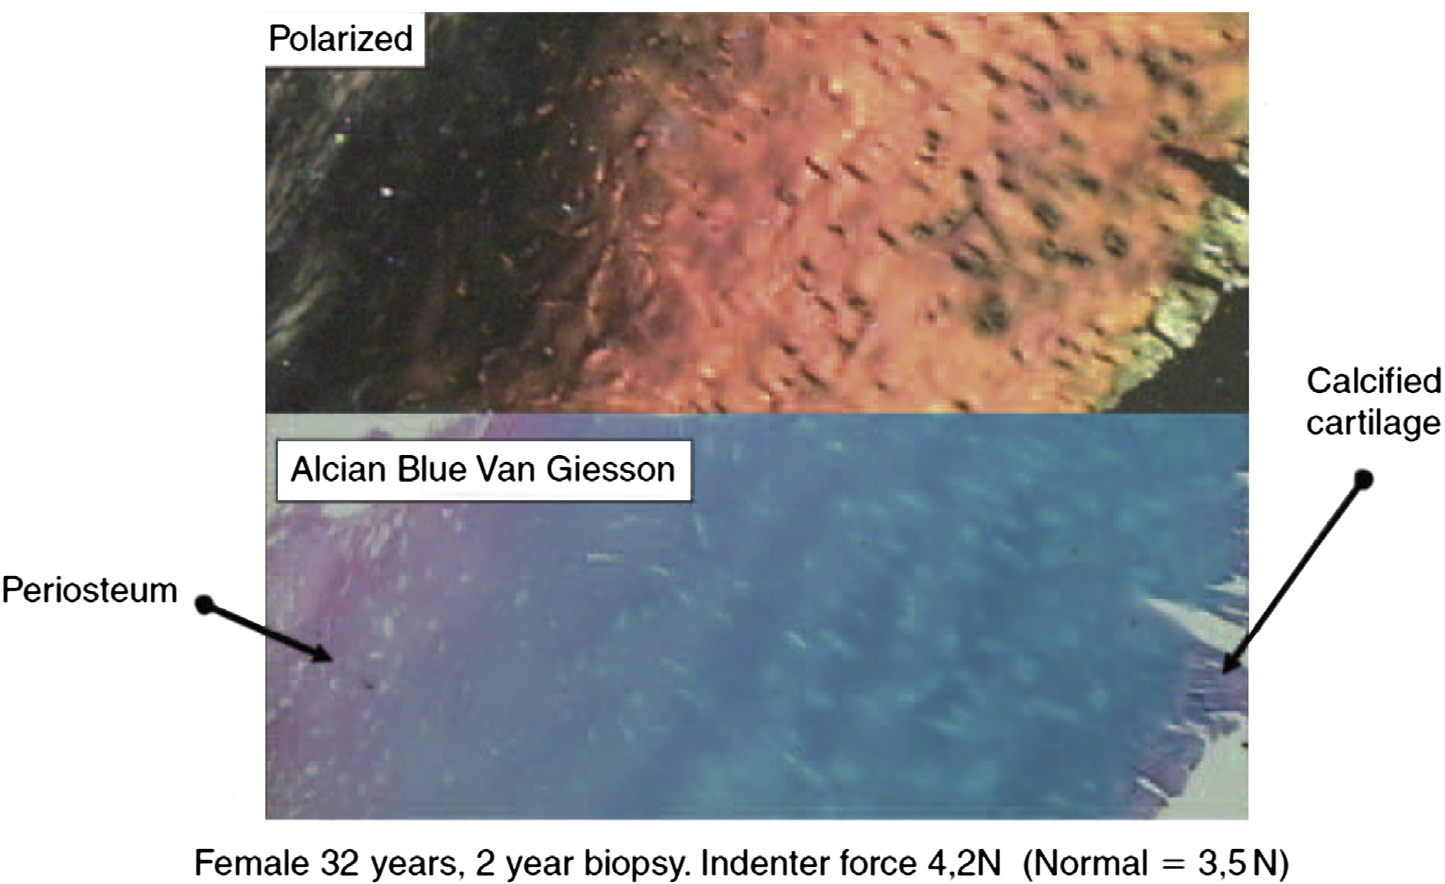 Polarized
Alcian Blue Van Giesson
Calcified
cartilage
Periosteum
Female 32 years, 2 year biopsy. Indenter force 4,2N (Normal = 3,5 N)